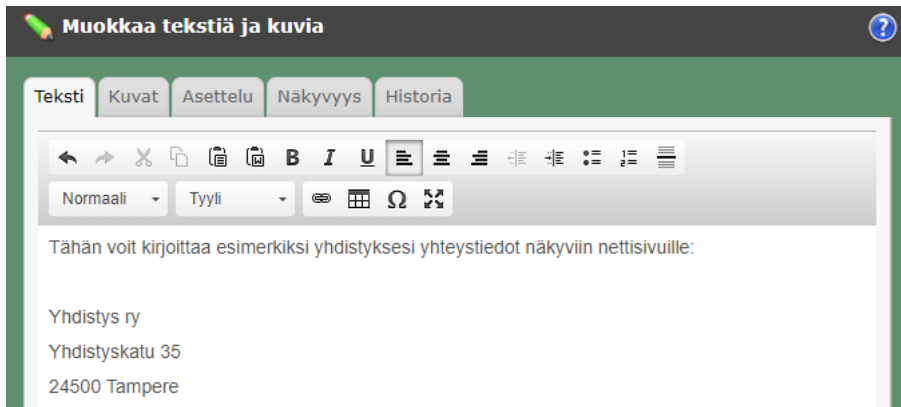 Muokkaa tekstiä ja kuvia
?
Teksti Kuvat Asettelu Näkyvyys Historia
B I U Ω
Normaali Tyyli
Tähän voit kirjoittaa esimerkiksi yhdistyksesi yhteystiedot näkyviin nettisivuille:
Yhdistys ry
Yhdistyskatu 35
24500 Tampere